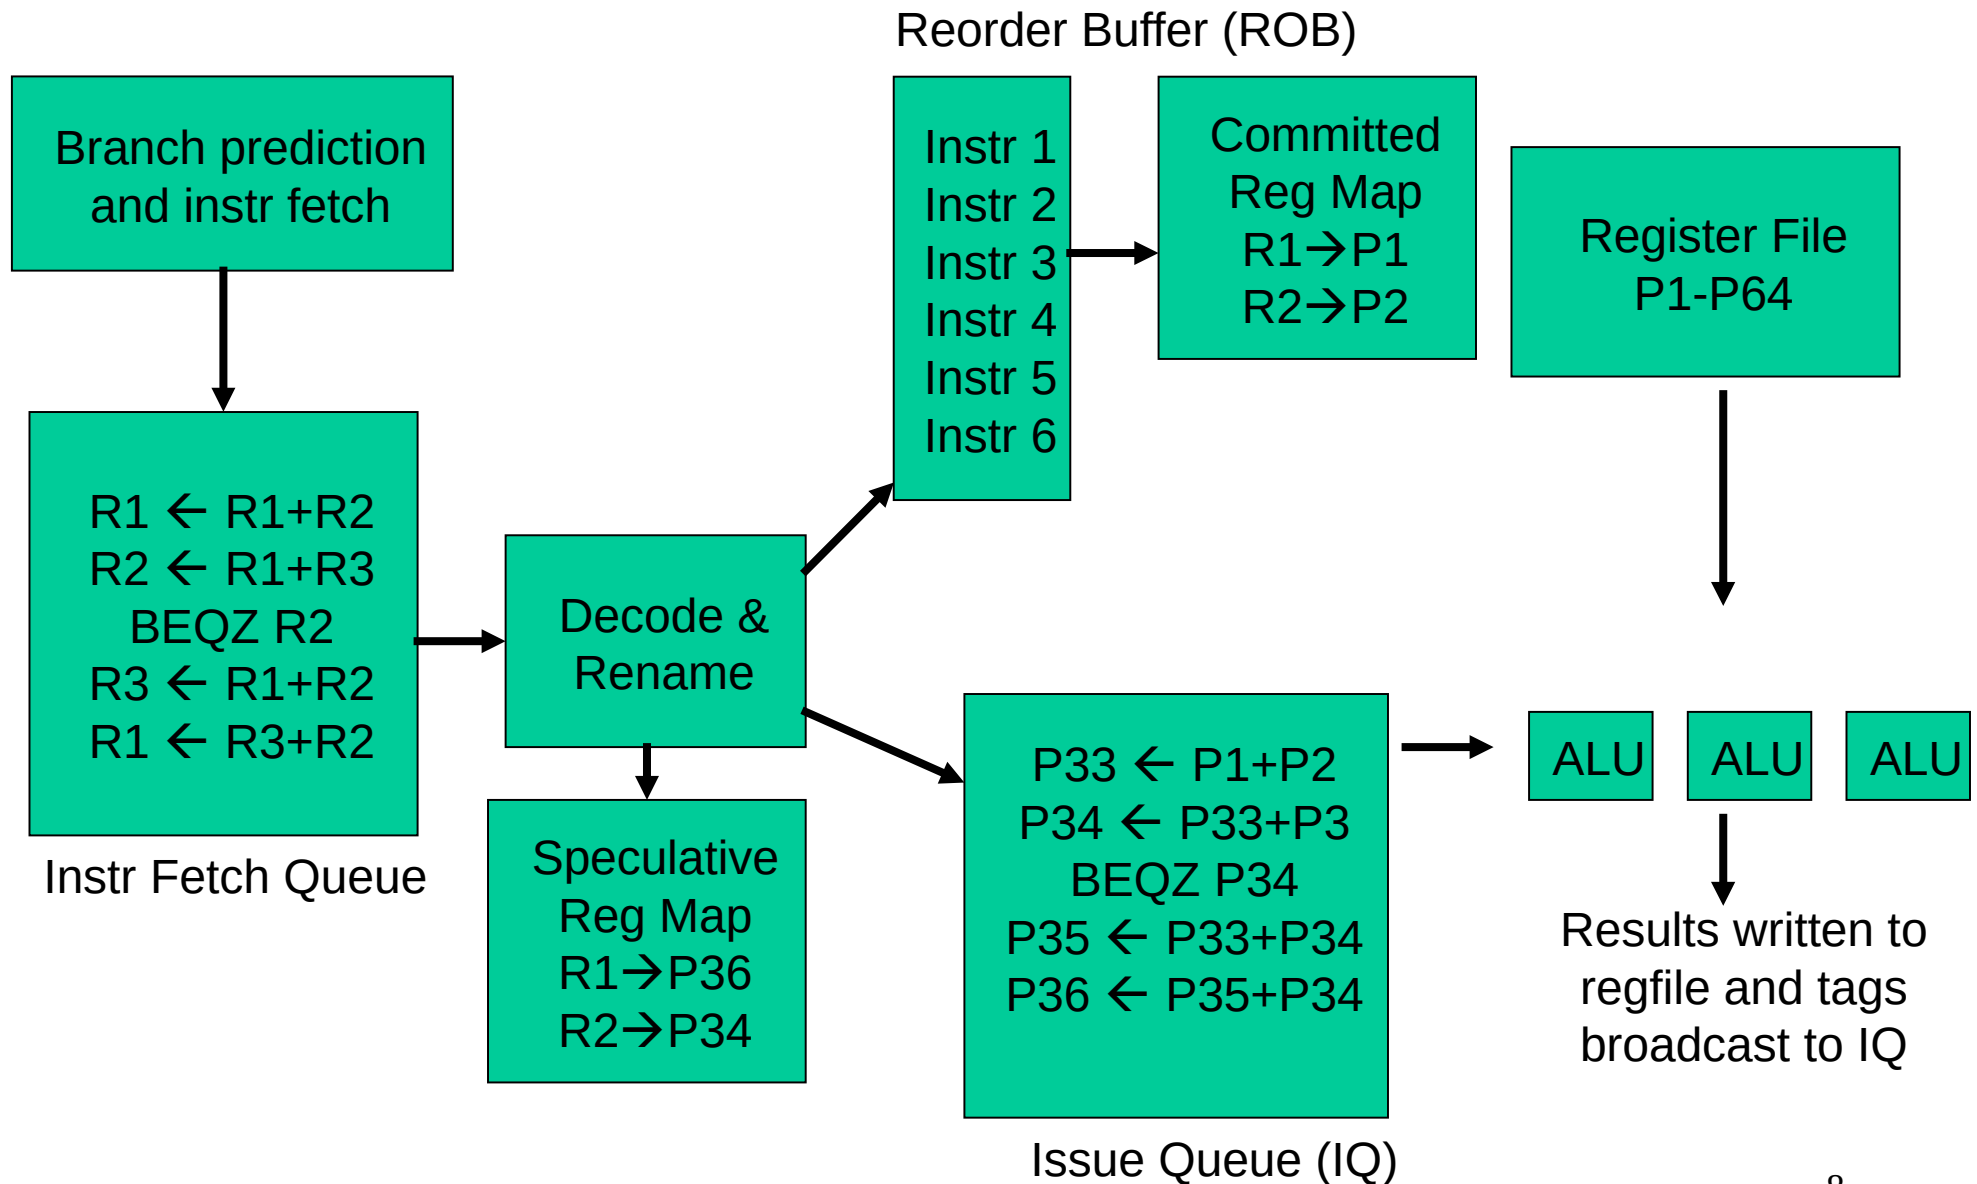 Reorder Buffer (ROB)
Branch prediction
and instr fetch
Instr 1
Instr 2
Instr 3
Instr 4
Instr 5
Instr 6
Committed
Reg Map
R1→P1
R2→P2
Register File
P1-P64
R1 ← R1+R2
R2 ← R1+R3
BEQZ R2
R3 ← R1+R2
R1 ← R3+R2
Instr Fetch Queue
Decode &
Rename
Speculative
Reg Map
R1→P36
R2→P34
P33 ← P1+P2
P34 ← P33+P3
BEQZ P34
P35 ← P33+P34
P36 ← P35+P34
Issue Queue (IQ)
ALU
ALU
ALU
Results written to
regfile and tags
broadcast to IQ